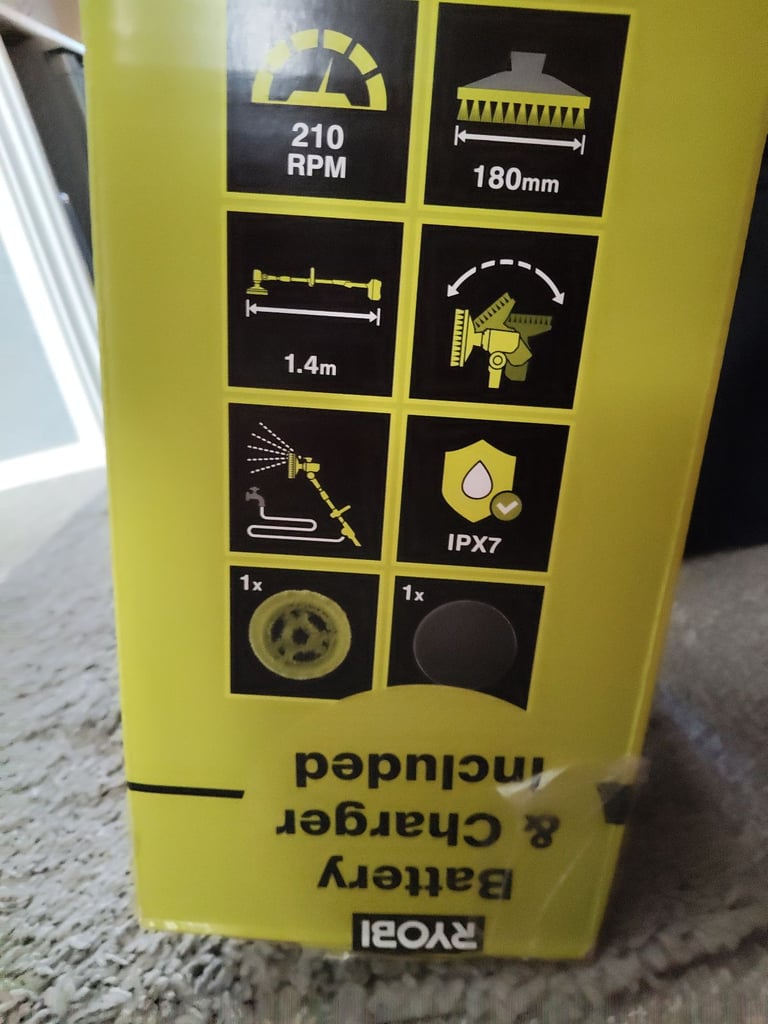 210
RPM
180mm
1.4m
IPX7
1x
1x
RYOBI
Battery
& Charger
Included